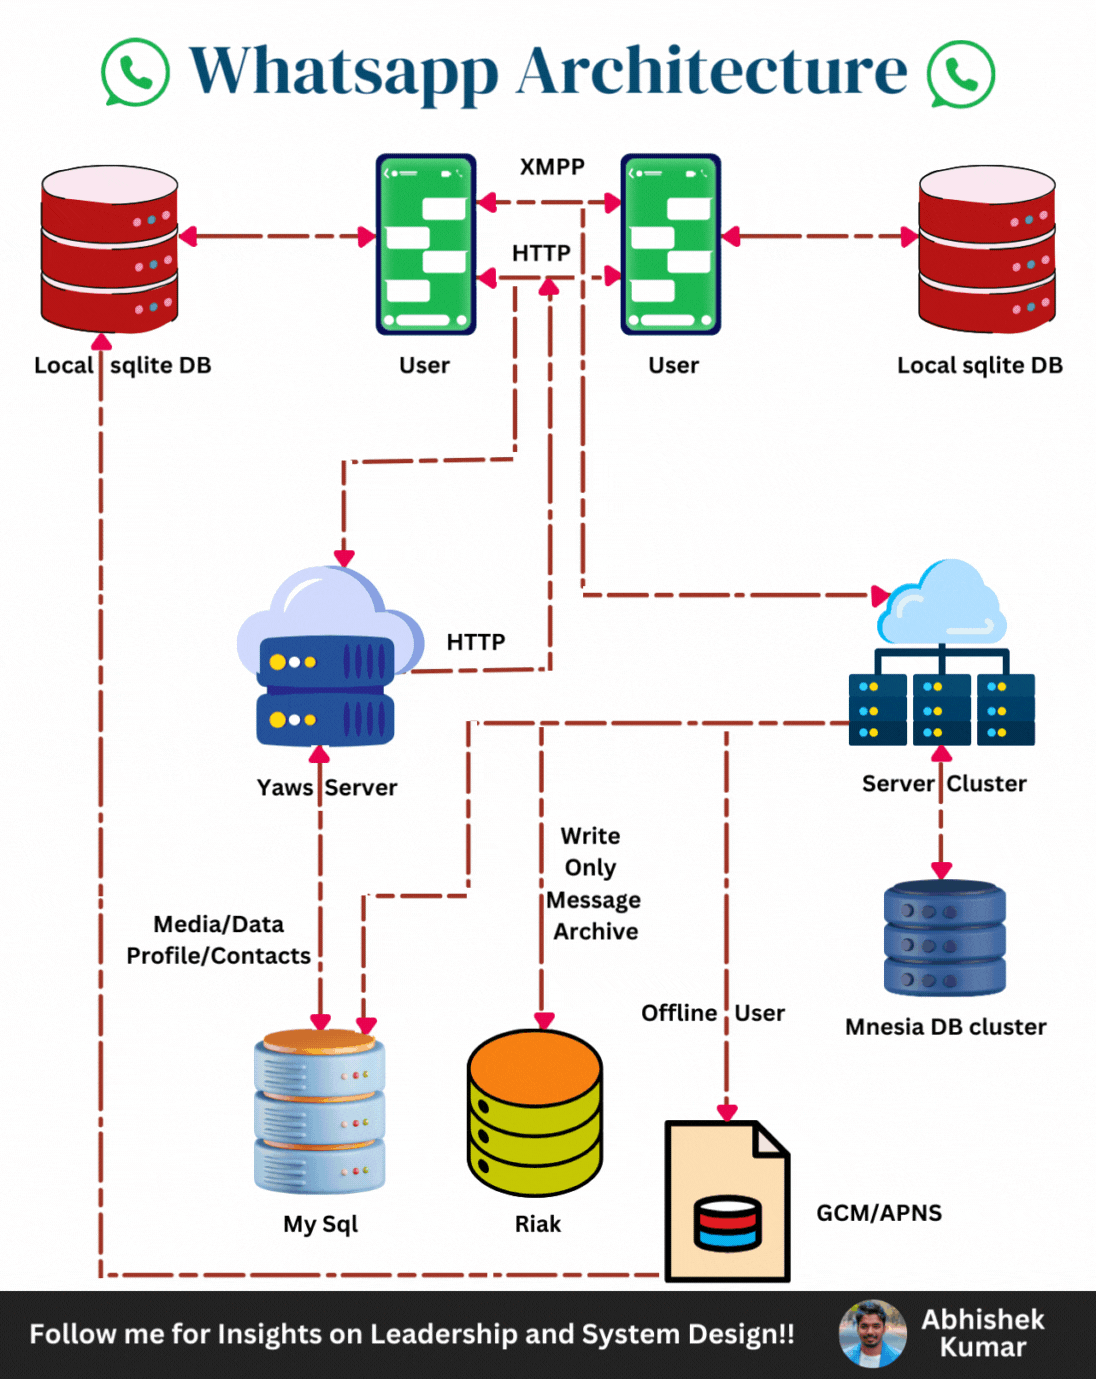 Whatsapp Architecture
XMPP
HTTP
Local sqlite DB
User
User
Local sqlite DB
HTTP
Yaws Server
Server Cluster
Write
Only
Message
Archive
Media/Data
Profile/Contacts
Offline User
Mnesia DB cluster
My Sql
Riak
GCM/APNS
Follow me for Insights on Leadership and System Design!!
Abhishek
Kumar